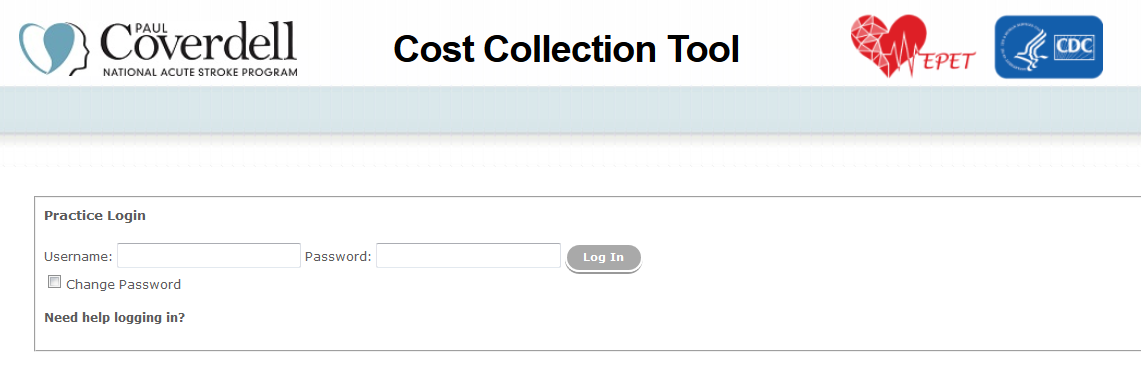 PAUL
Coverdell
NATIONAL ACUTE STROKE PROGRAM
Cost Collection Tool
EPET
CDC
Practice Login
Username: Password: Log In
Change Password
Need help logging in?